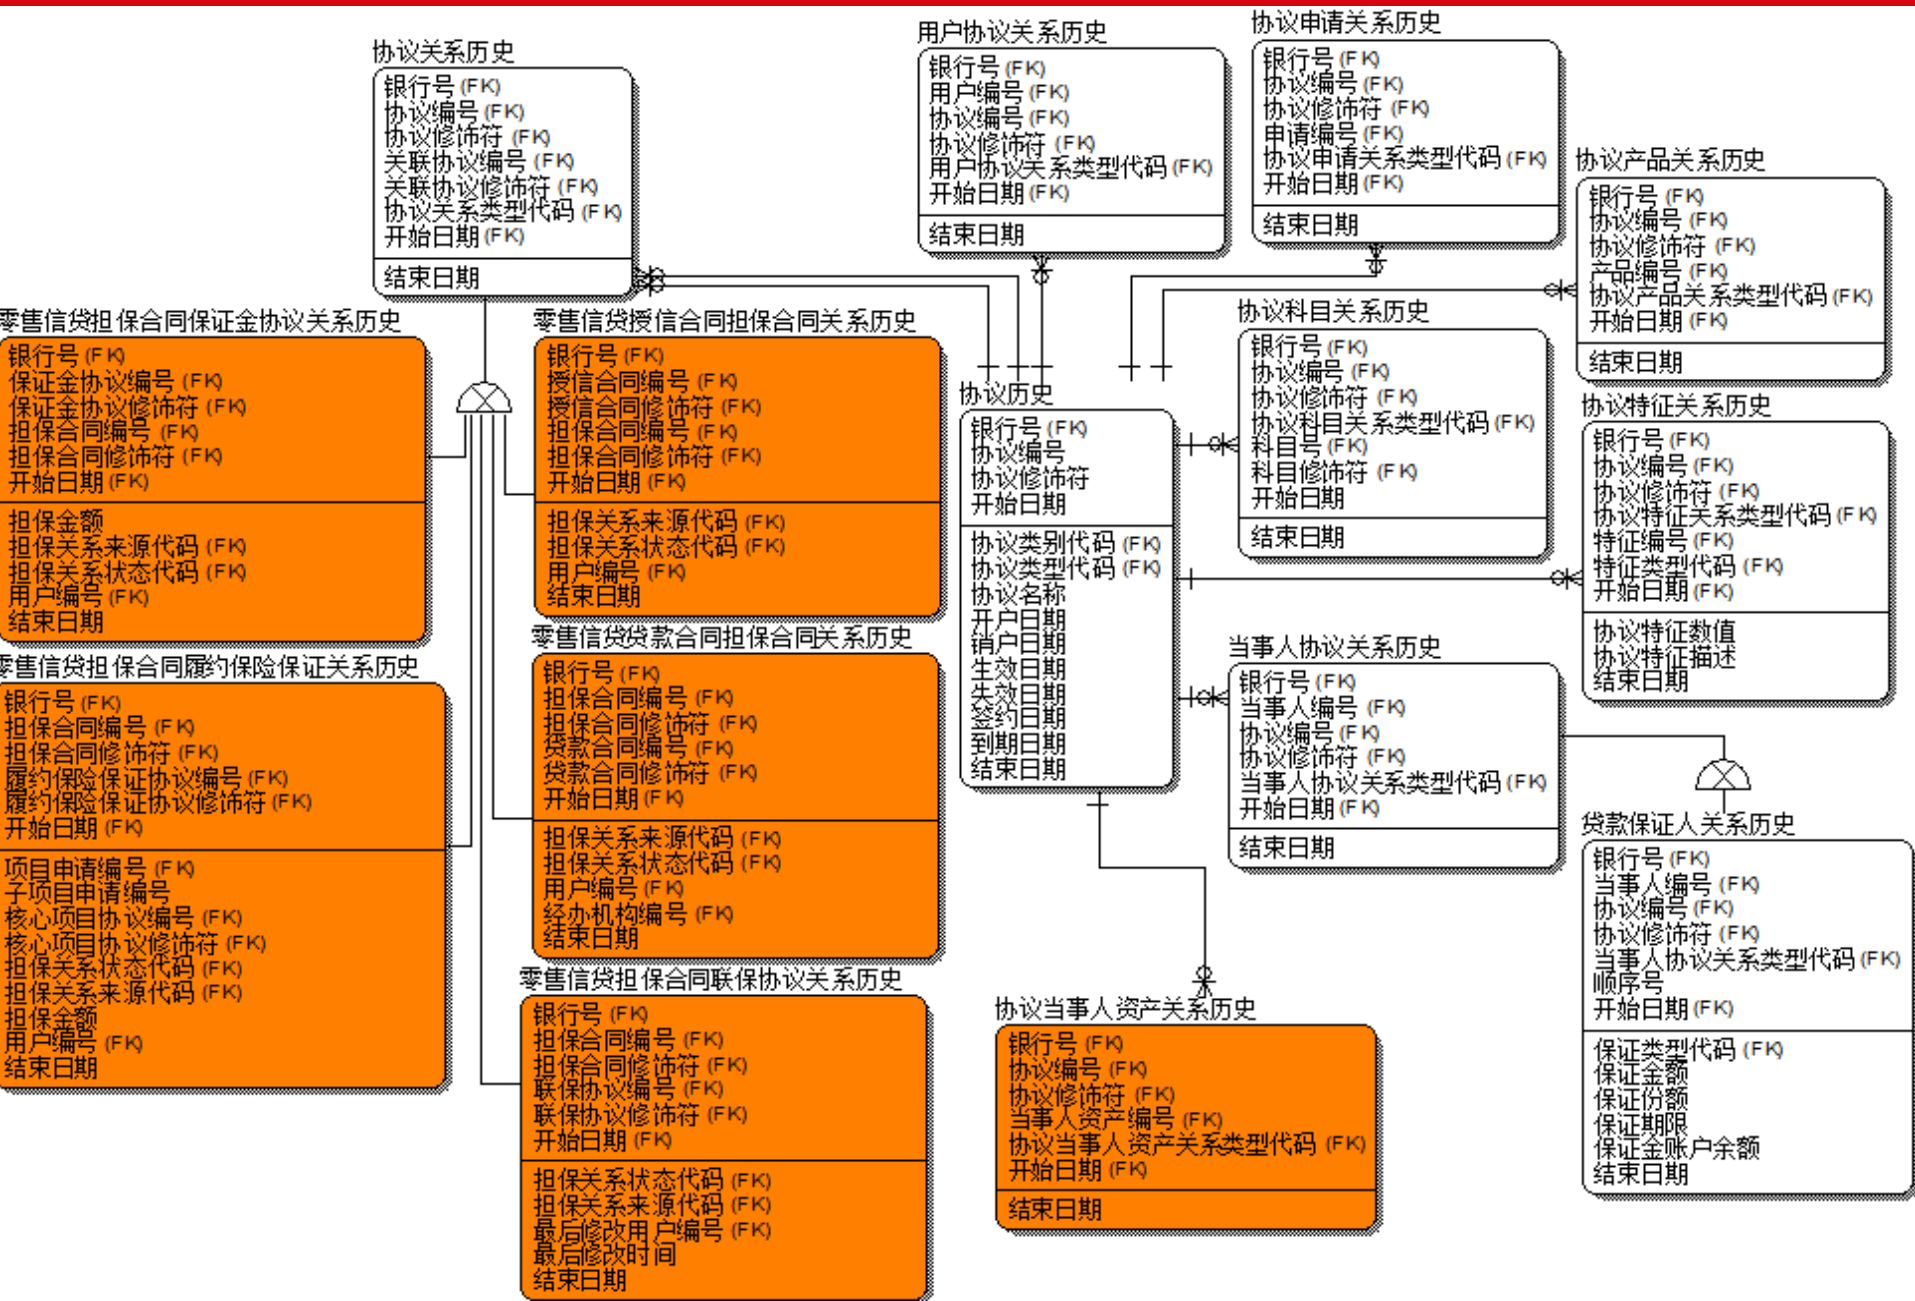 协议关系历史
银行号 (FK)
协议编号 (FK)
协议修饰符 (FK)
关联协议编号 (FK)
关联协议修饰符 (FK)
协议关系类型代码 (FK)
开始日期 (FK)
结束日期
用户协议关系历史
银行号 (FK)
用户编号 (FK)
协议编号 (FK)
协议修饰符 (FK)
用户协议关系类型代码 (FK)
开始日期 (FK)
结束日期
协议申请关系历史
银行号 (FK)
协议编号 (FK)
协议修饰符 (FK)
申请编号 (FK)
协议申请关系类型代码 (FK)
开始日期 (FK)
结束日期
协议产品关系历史
银行号 (FK)
协议编号 (FK)
协议修饰符 (FK)
产品编号 (FK)
协议产品关系类型代码 (FK)
开始日期 (FK)
结束日期
零售信贷担保合同保证金协议关系历史
银行号 (FK)
保证金协议编号 (FK)
保证金协议修饰符 (FK)
担保合同编号 (FK)
担保合同修饰符 (FK)
开始日期 (FK)
担保金额
担保关系来源代码 (FK)
担保关系状态代码 (FK)
用户编号 (FK)
结束日期
零售信贷授信合同担保合同关系历史
银行号 (FK)
授信合同编号 (FK)
授信合同修饰符 (FK)
担保合同编号 (FK)
担保合同修饰符 (FK)
开始日期 (FK)
担保关系来源代码 (FK)
担保关系状态代码 (FK)
用户编号 (FK)
结束日期
协议历史
银行号 (FK)
协议编号
协议修饰符
开始日期
协议类别代码 (FK)
协议类型代码 (FK)
协议名称
开户日期
销户日期
生效日期
失效日期
签约日期
到期日期
结束日期
协议科目关系历史
银行号 (FK)
协议编号 (FK)
协议修饰符 (FK)
协议科目关系类型代码 (FK)
科目号 (FK)
科目修饰符 (FK)
开始日期
结束日期
协议特征关系历史
银行号 (FK)
协议编号 (FK)
协议修饰符 (FK)
协议特征关系类型代码 (FK)
特征编号 (FK)
特征类型代码 (FK)
开始日期 (FK)
协议特征数值
协议特征描述
结束日期
零售信贷担保合同履约保险保证关系历史
银行号 (FK)
担保合同编号 (FK)
担保合同修饰符 (FK)
履约保险保证协议编号 (FK)
履约保险保证协议修饰符 (FK)
开始日期 (FK)
项目申请编号 (FK)
子项目申请编号
核心项目协议编号 (FK)
核心项目协议修饰符 (FK)
担保关系状态代码 (FK)
担保关系来源代码 (FK)
担保金额
用户编号 (FK)
结束日期
零售信贷贷款合同担保合同关系历史
银行号 (FK)
担保合同编号 (FK)
担保合同修饰符 (FK)
贷款合同编号 (FK)
贷款合同修饰符 (FK)
开始日期 (FK)
担保关系来源代码 (FK)
担保关系状态代码 (FK)
用户编号 (FK)
经办机构编号 (FK)
结束日期
当事人协议关系历史
银行号 (FK)
当事人编号 (FK)
协议编号 (FK)
协议修饰符 (FK)
当事人协议关系类型代码 (FK)
开始日期 (FK)
结束日期
贷款保证人关系历史
银行号 (FK)
当事人编号 (FK)
协议编号 (FK)
协议修饰符 (FK)
当事人协议关系类型代码 (FK)
顺序号
开始日期 (FK)
保证类型代码 (FK)
保证金额
保证份额
保证期限
保证金账户余额
结束日期
零售信贷担保合同联保协议关系历史
银行号 (FK)
担保合同编号 (FK)
担保合同修饰符 (FK)
联保协议编号 (FK)
联保协议修饰符 (FK)
开始日期 (FK)
担保关系状态代码 (FK)
担保关系来源代码 (FK)
最后修改用户编号 (FK)
最后修改时间
结束日期
协议当事人资产关系历史
银行号 (FK)
协议编号 (FK)
协议修饰符 (FK)
当事人资产编号 (FK)
协议当事人资产关系类型代码 (FK)
开始日期 (FK)
结束日期